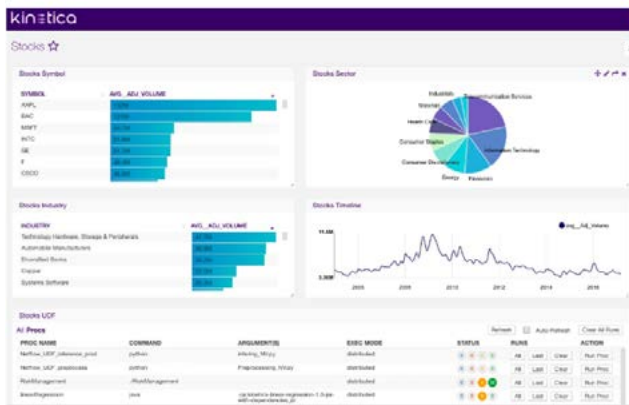 kinetica
Stocks
Stocks Symbol
SYMBOL AVG_ADJ_VOLUME
AAPL
BAC
MSFT
INTC
GE
F
CSCO
Stocks Sector
Industrials
Telecommunication Services
Materials
Health Care
Consumer Staples
Consumer Discretionary
Energy
Financials
Information Technology
Stocks Industry
INDUSTRY AVG_ADJ_VOLUME
Technology Hardware, Storage & Peripherals
Automobile Manufacturers
Diversified Banks
Copper
Systems Software
Stocks Timeline
Avg_Adj_Volume
2006 2008 2010 2012 2014 2016
Stocks UDF
All Procs
Refresh Auto Refresh Clear All Runs
PROC NAME COMMAND ARGUMENT(S) EXEC MODE STATUS RUNS ACTION
python distributed All Last Clear Run Proc
python distributed All Last Clear Run Proc
RiskManagement ./RiskManagement distributed All Last Clear Run Proc
linearRegression java distributed All Last Clear Run Proc